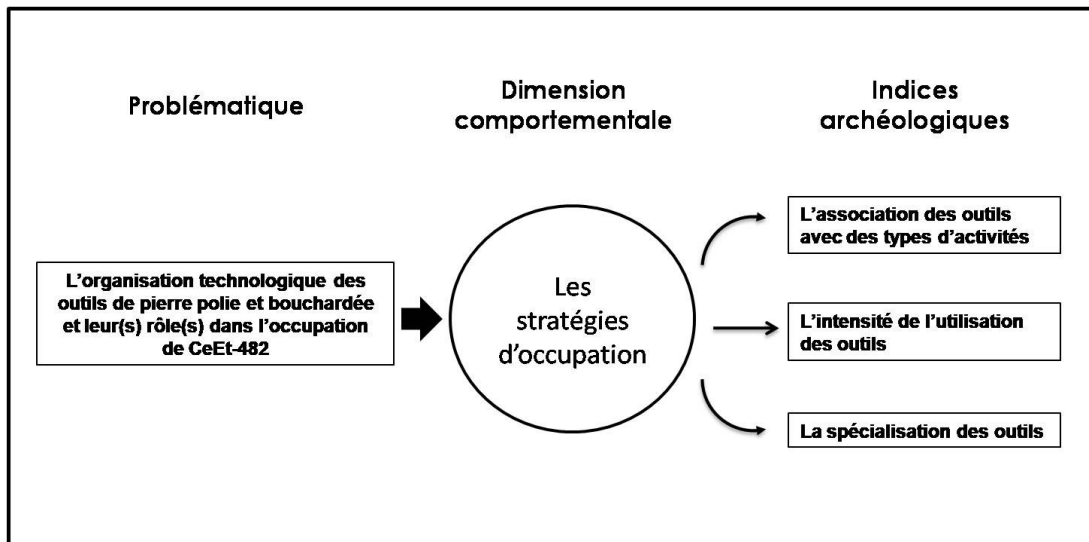 Problématique
Dimension
comportementale
Indices
archéologiques
L'organisation technologique des
outils de pierre polie et bouchardée
et leur(s) rôle(s) dans l'occupation
de CeEt-482
Les
stratégies
d'occupation
L'association des outils
avec des types d'activités
L'intensité de l'utilisation
des outils
La spécialisation des outils